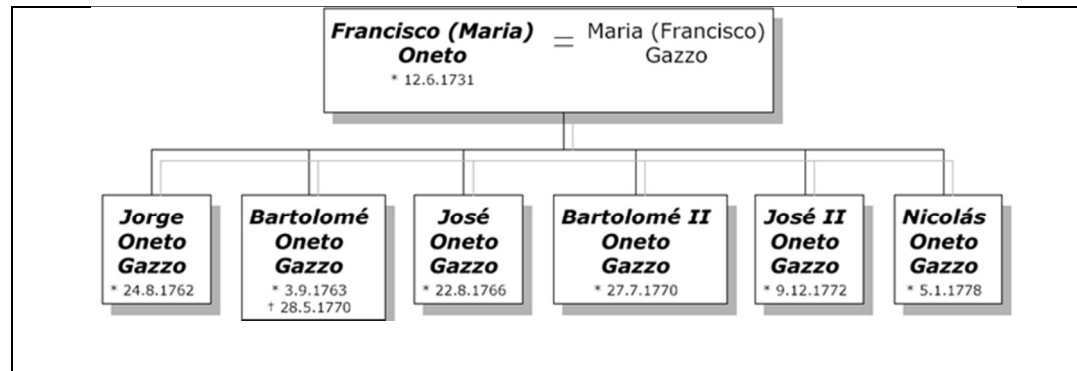 Francisco (Maria)
Oneto
* 12.6.1731
=
Maria (Francisco)
Gazzo
Jorge
Oneto
Gazzo
* 24.8.1762
Bartolomé
Oneto
Gazzo
* 3.9.1763
† 28.5.1770
José
Oneto
Gazzo
* 22.8.1766
Bartolomé II
Oneto
Gazzo
* 27.7.1770
José II
Oneto
Gazzo
* 9.12.1772
Nicolás
Oneto
Gazzo
* 5.1.1778